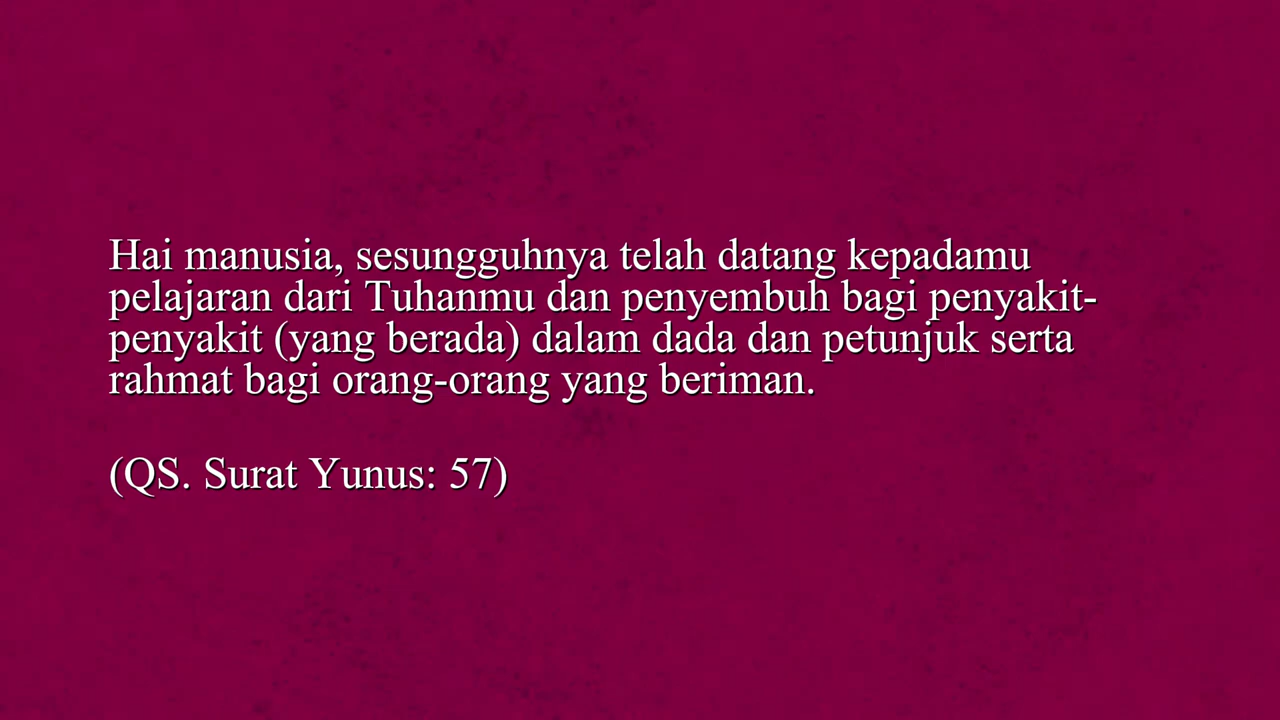 Hai manusia, sesungguhnya telah datang kepadamu
pelajaran dari Tuhanmu dan penyembuh bagi penyakit-
penyakit (yang berada) dalam dada dan petunjuk serta
rahmat bagi orang-orang yang beriman.
(QS. Surat Yunus: 57)